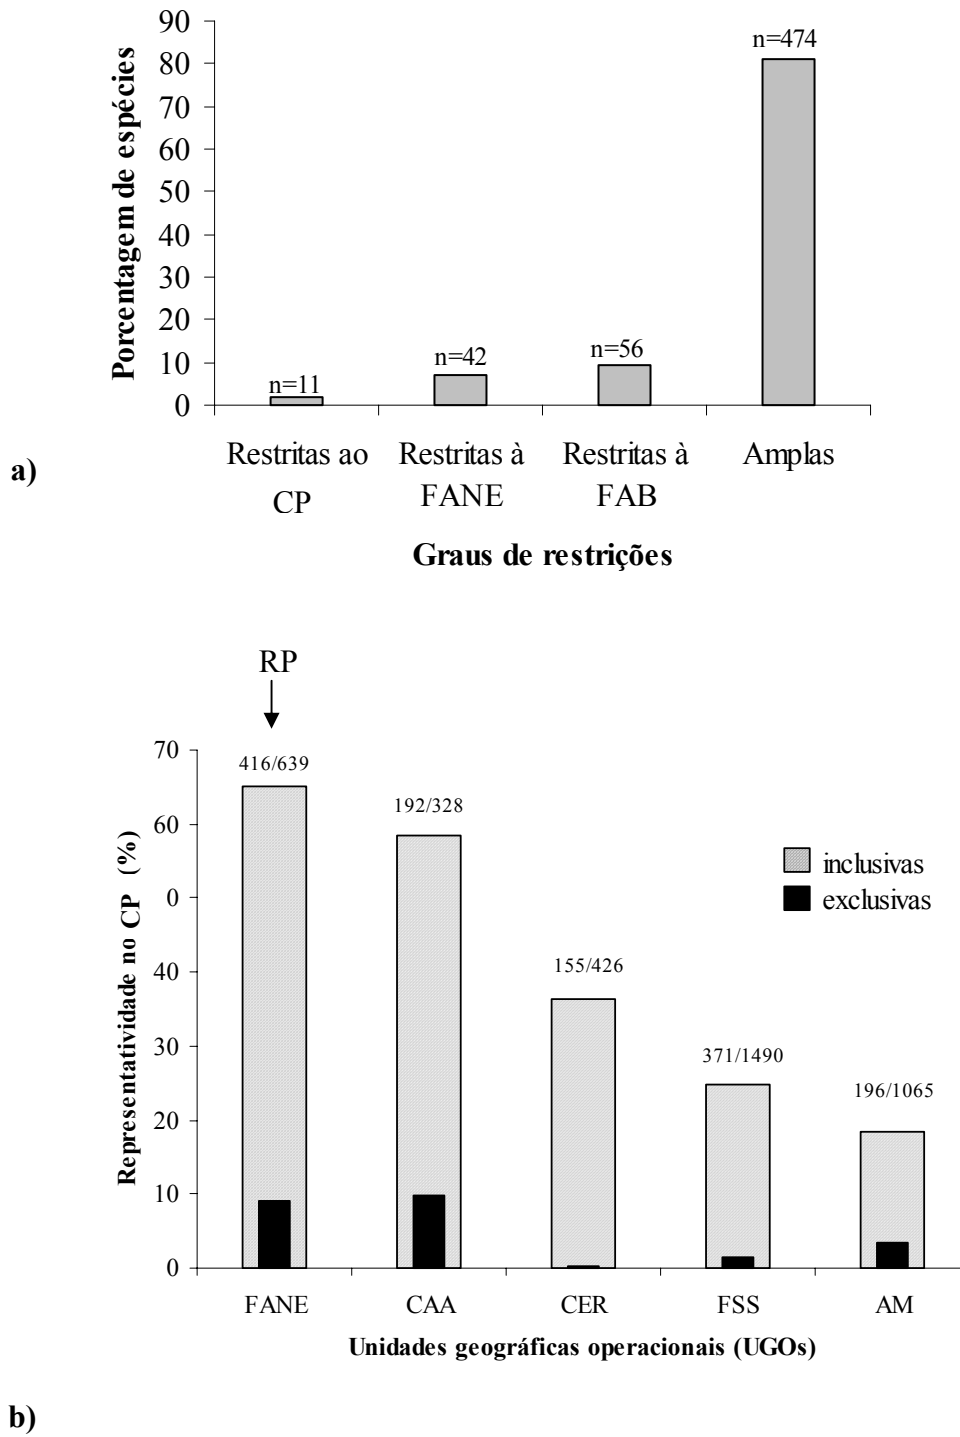 90
80
70
60
50
40
30
20
10
0
Porcentagem de espécies
n=11
n=42
n=56
n=474
Restritas ao CP
Restritas à FANE
Restritas à FAB
Amplas
Graus de restrições
a)
RP
70
60
0
40
30
20
10
0
Representatividade no CP (%)
416/639
192/328
155/426
371/1490
196/1065
inclusivas
exclusivas
FANE CAA CER FSS AM
Unidades geográficas operacionais (UGOs)
b)